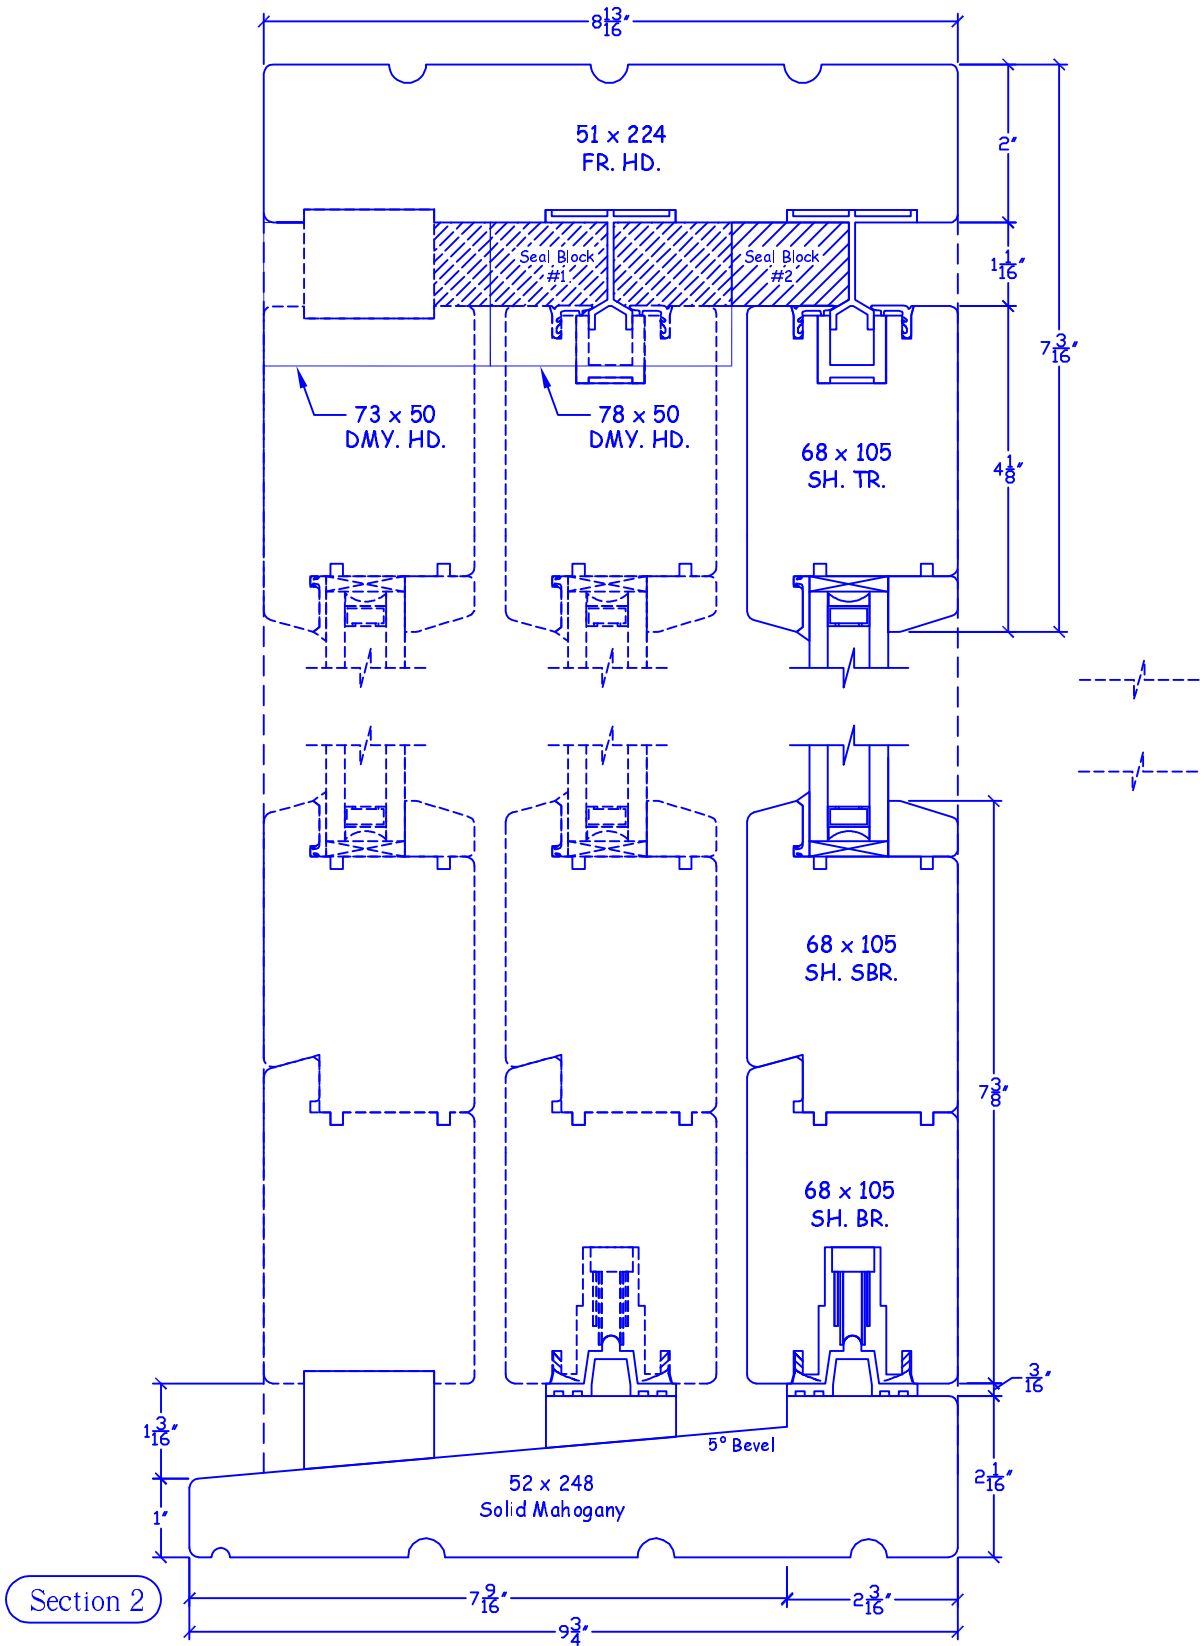 8 13/16"
51 x 224
FR. HD.
2"
Seal Block
#1
Seal Block
#2
1 1/16"
7 3/16"
73 x 50
DMY. HD.
78 x 50
DMY. HD.
68 x 105
SH. TR.
4 1/8"
68 x 105
SH. SBR.
7 3/8"
68 x 105
SH. BR.
3/16"
1 3/16"
5° Bevel
52 x 248
Solid Mahogany
2 1/16"
1"
Section 2
7 9/16"
2 3/16"
9 3/4"